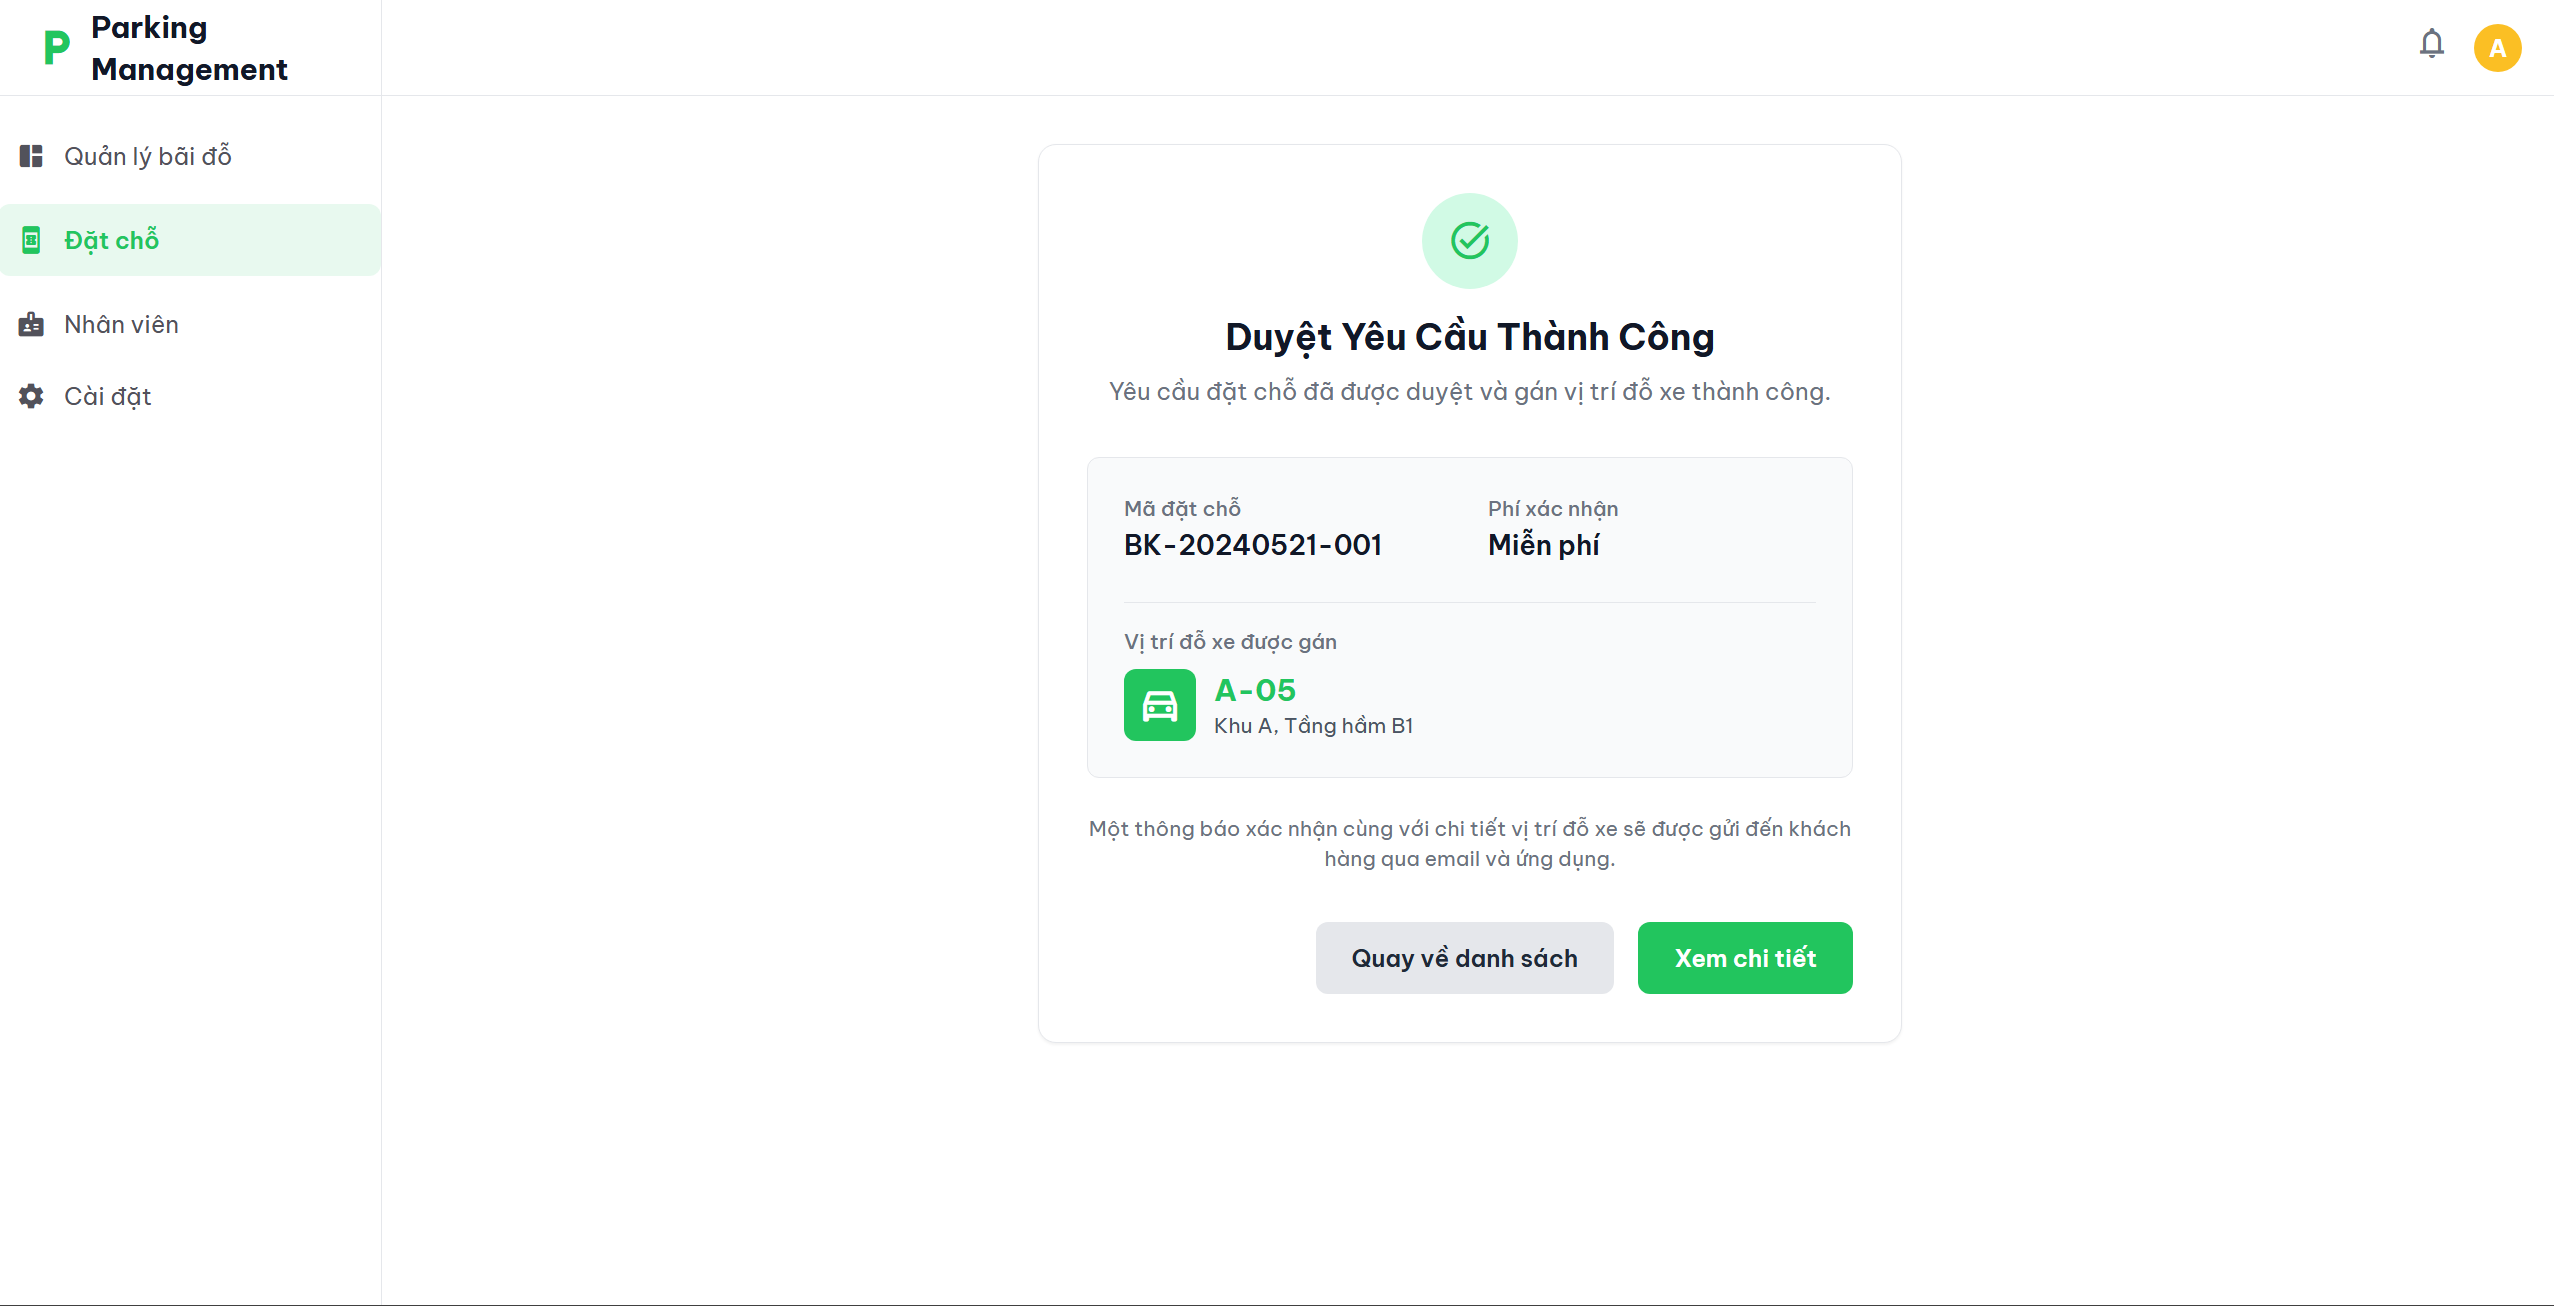 P
Parking
Management
A
Quản lý bãi đỗ
Đặt chỗ
Nhân viên
Cài đặt
Duyệt Yêu Cầu Thành Công
Yêu cầu đặt chỗ đã được duyệt và gán vị trí đỗ xe thành công.
Mã đặt chỗ
BK-20240521-001
Phí xác nhận
Miễn phí
Vị trí đỗ xe được gán
A-05
Khu A, Tầng hầm B1
Một thông báo xác nhận cùng với chi tiết vị trí đỗ xe sẽ được gửi đến khách
hàng qua email và ứng dụng.
Quay về danh sách
Xem chi tiết